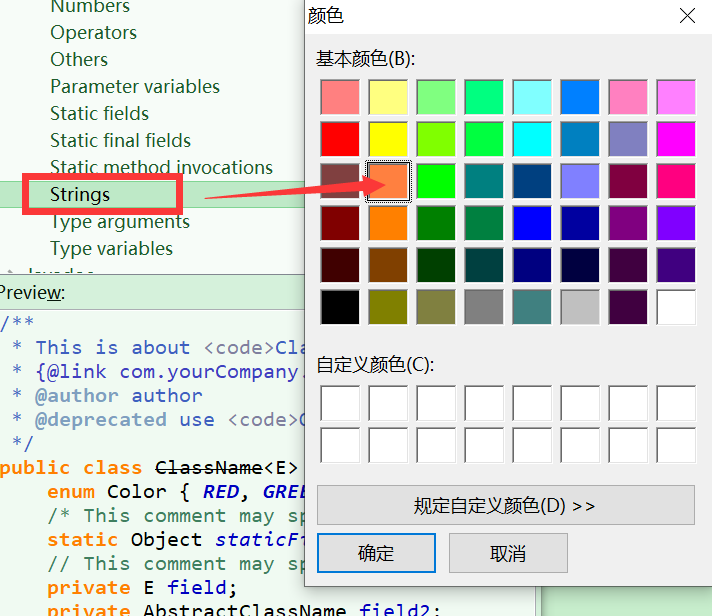 Numbers
Operators
Others
Parameter variables
Static fields
Static final fields
Static method invocations
Strings
Type arguments
Type variables
Preview:
/**
* This is about <code>Cla
* {@link com.yourCompany.
* @author author
* @deprecated use <code>
*/
public class ClassName<E>
enum Color { RED, GREE
/* This comment may sp
static Object staticFi
// This comment may sp
private E field;
private AbstractClassName field2;
颜色
基本颜色(B):
自定义颜色(C):
规定自定义颜色(D) >>
确定
取消